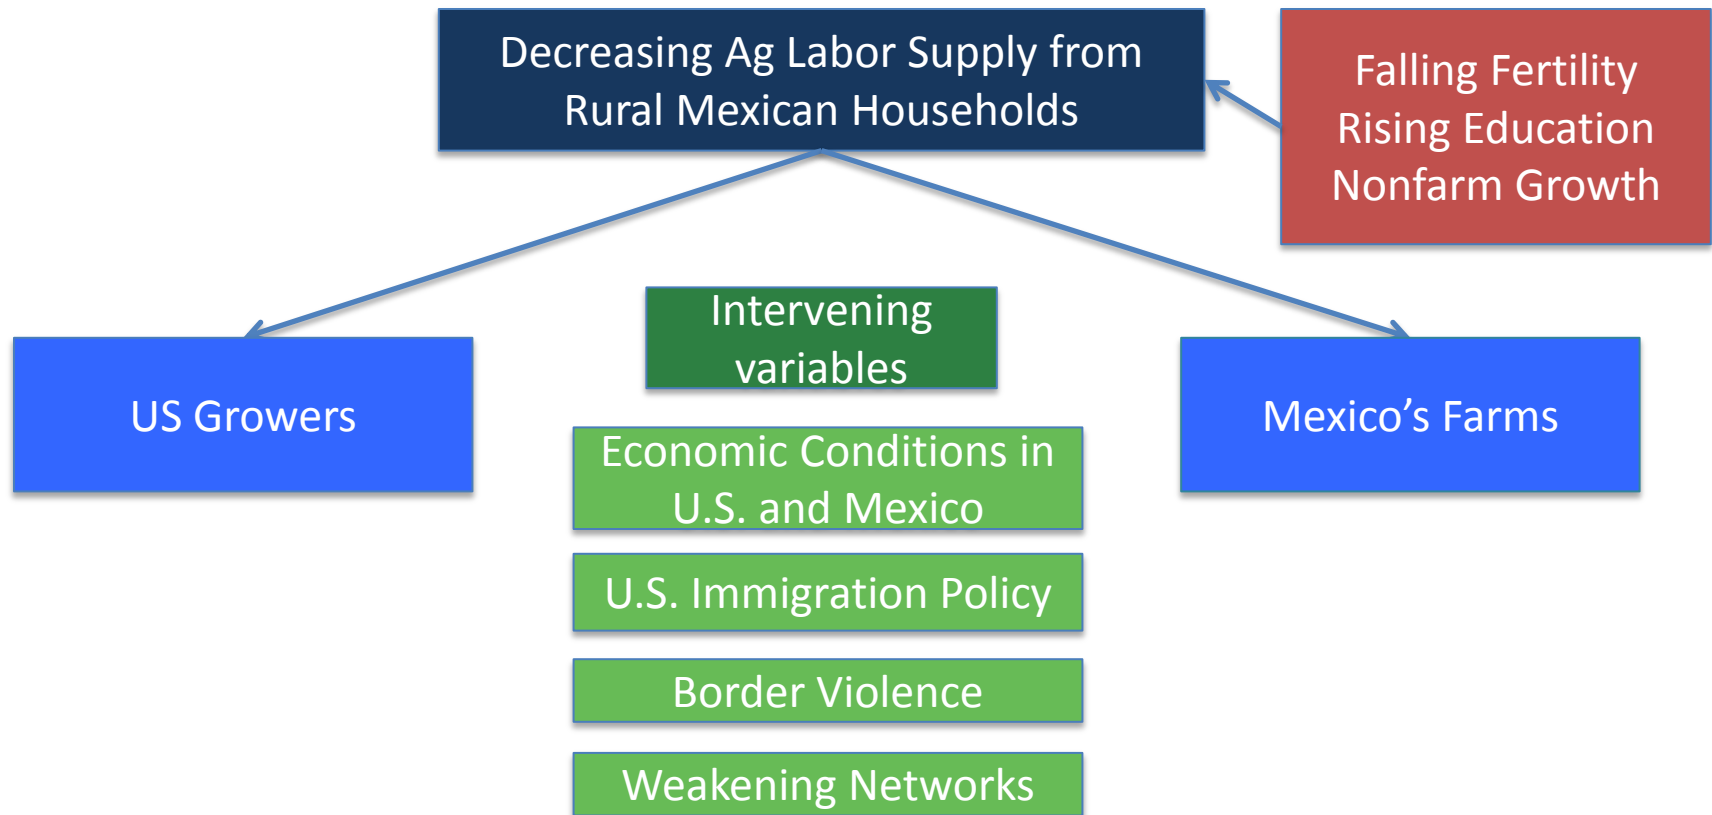 Decreasing Ag Labor Supply from
Rural Mexican Households
Falling Fertility
Rising Education
Nonfarm Growth
Intervening
variables
US Growers
Mexico’s Farms
Economic Conditions in
U.S. and Mexico
U.S. Immigration Policy
Border Violence
Weakening Networks